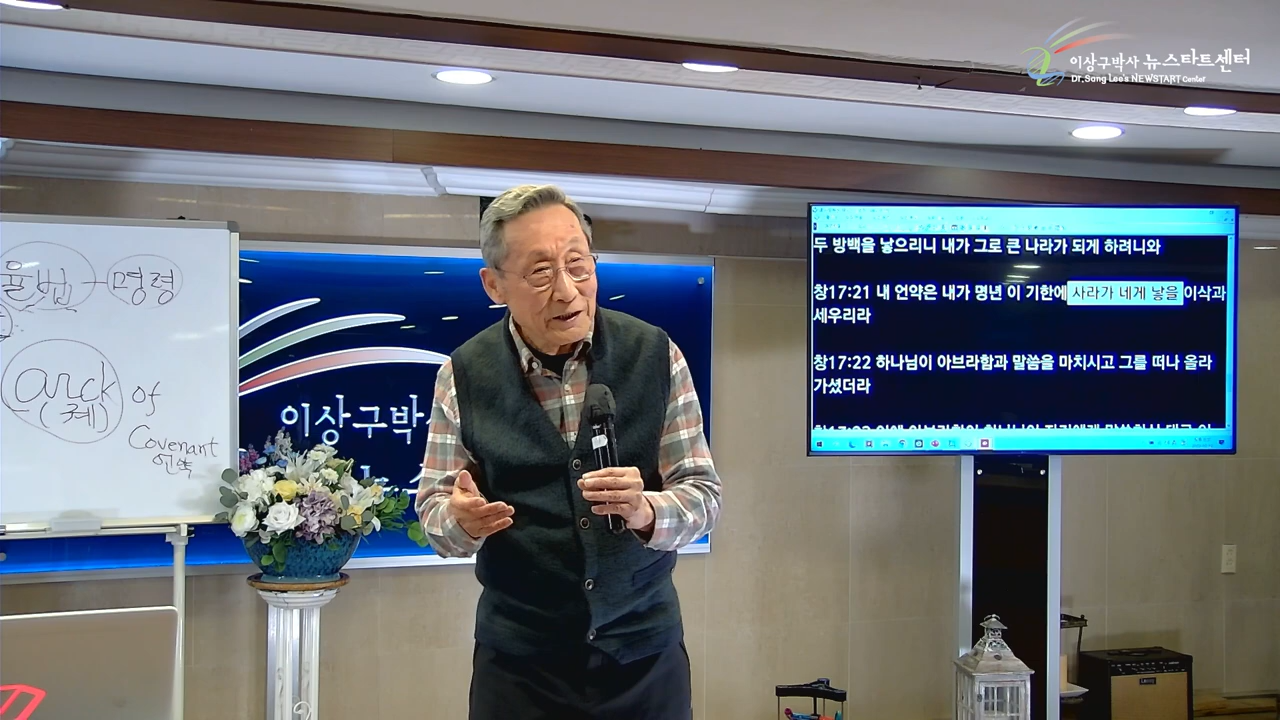 이상구박사 뉴스타트센터
Dr. Sang Lee's NEWSTART Center
율법 - 명령
arck of
(궤)
Covenant
언약
이상구박
두 방백을 낳으리니 내가 그로 큰 나라가 되게 하려니와
창17:21 내 언약은 내가 명년 이 기한에 사라가 네게 낳을 이삭과
세우리라
창17:22 하나님이 아브라함과 말씀을 마치시고 그를 떠나 올라
가셨더라